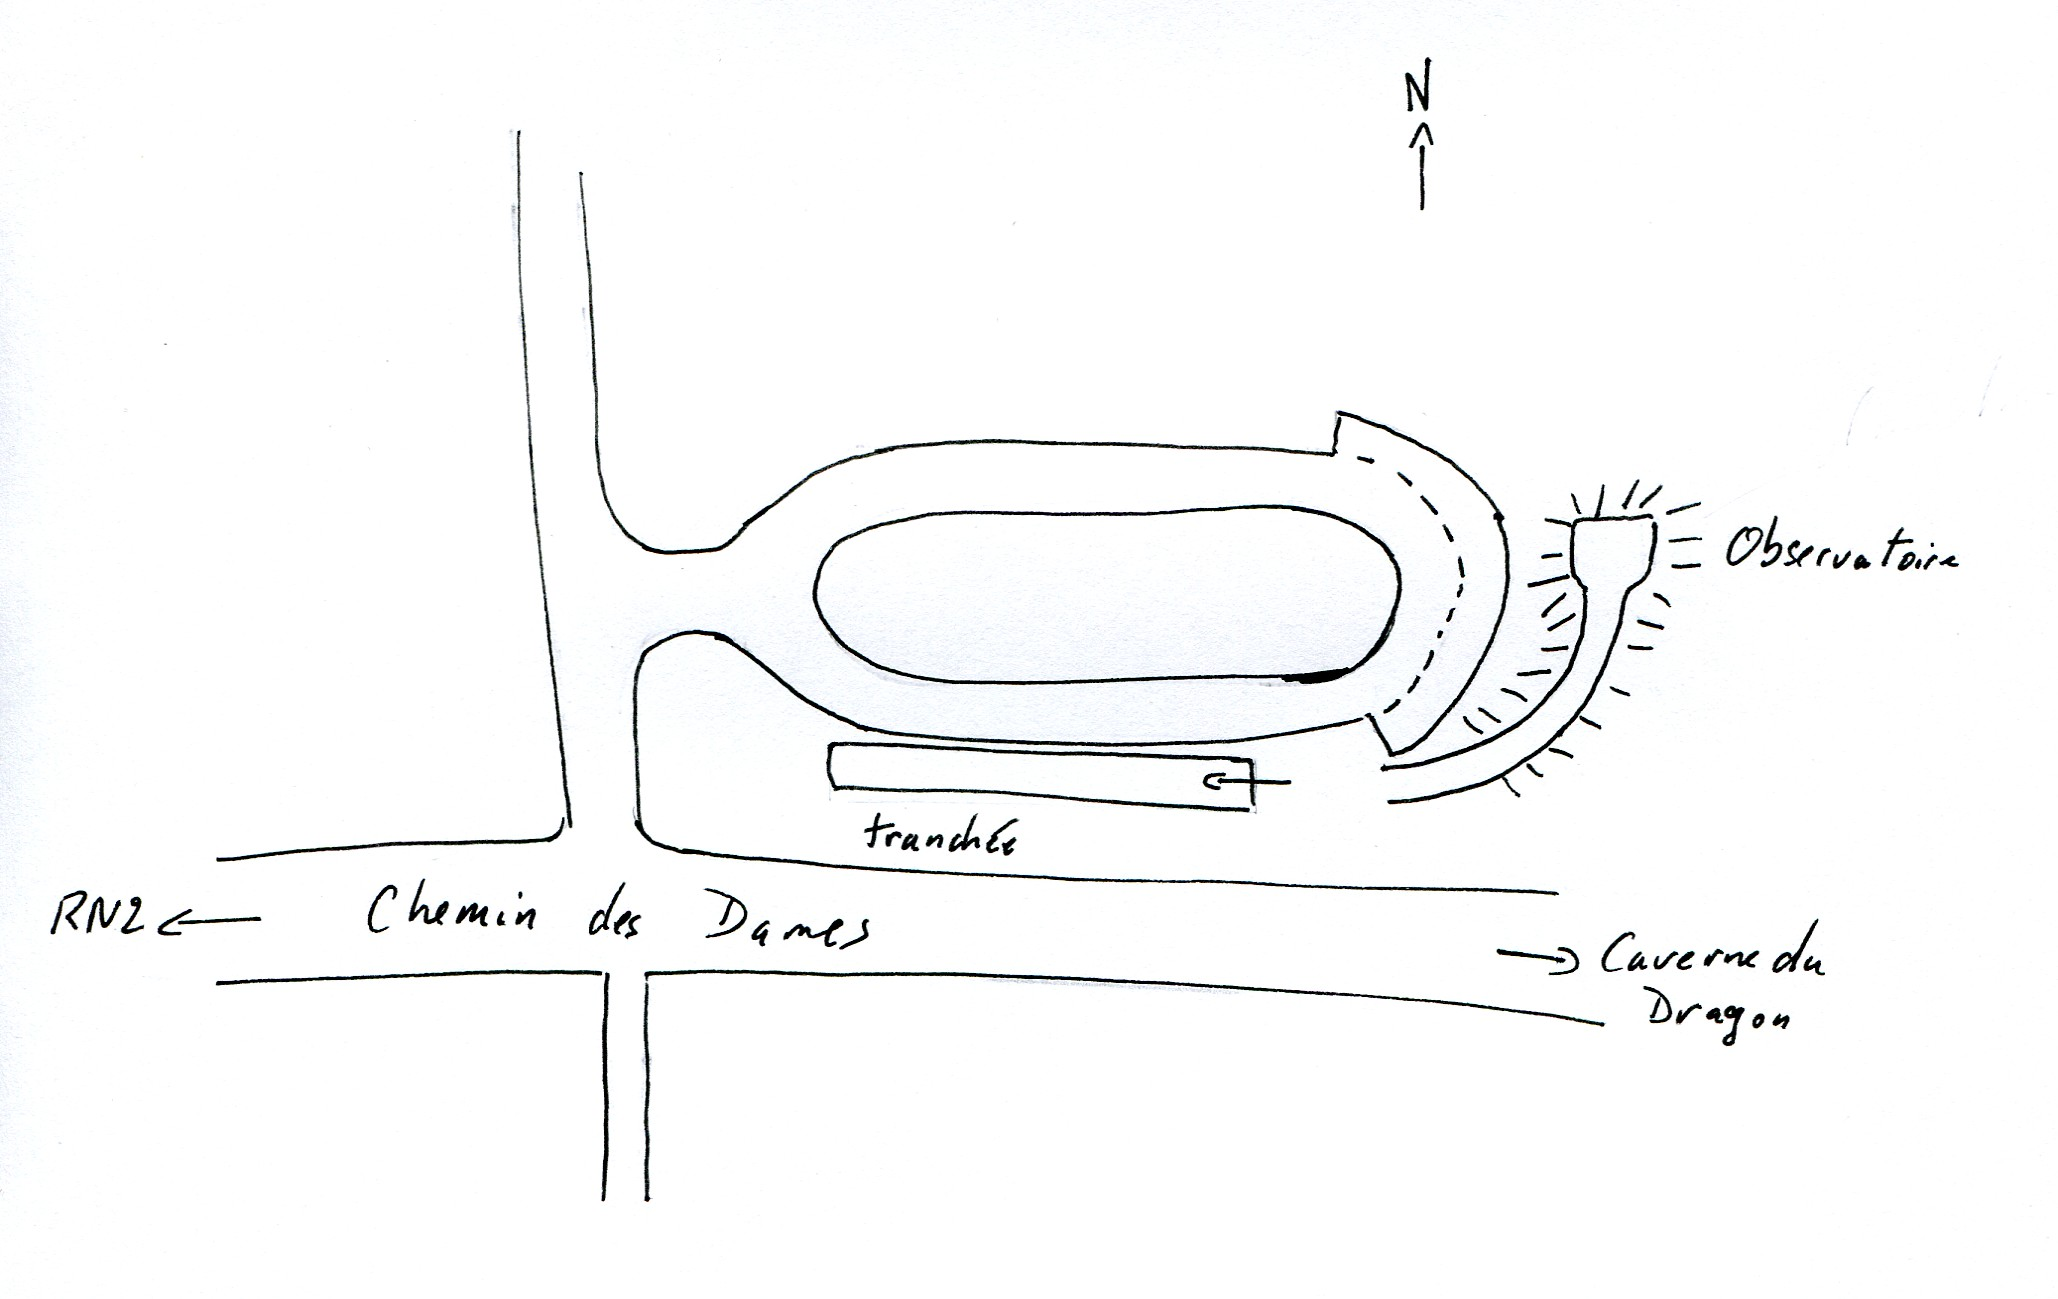 N
Observatoire
tranchée
RN2
Chemin des Dames
Caverne du
Dragon